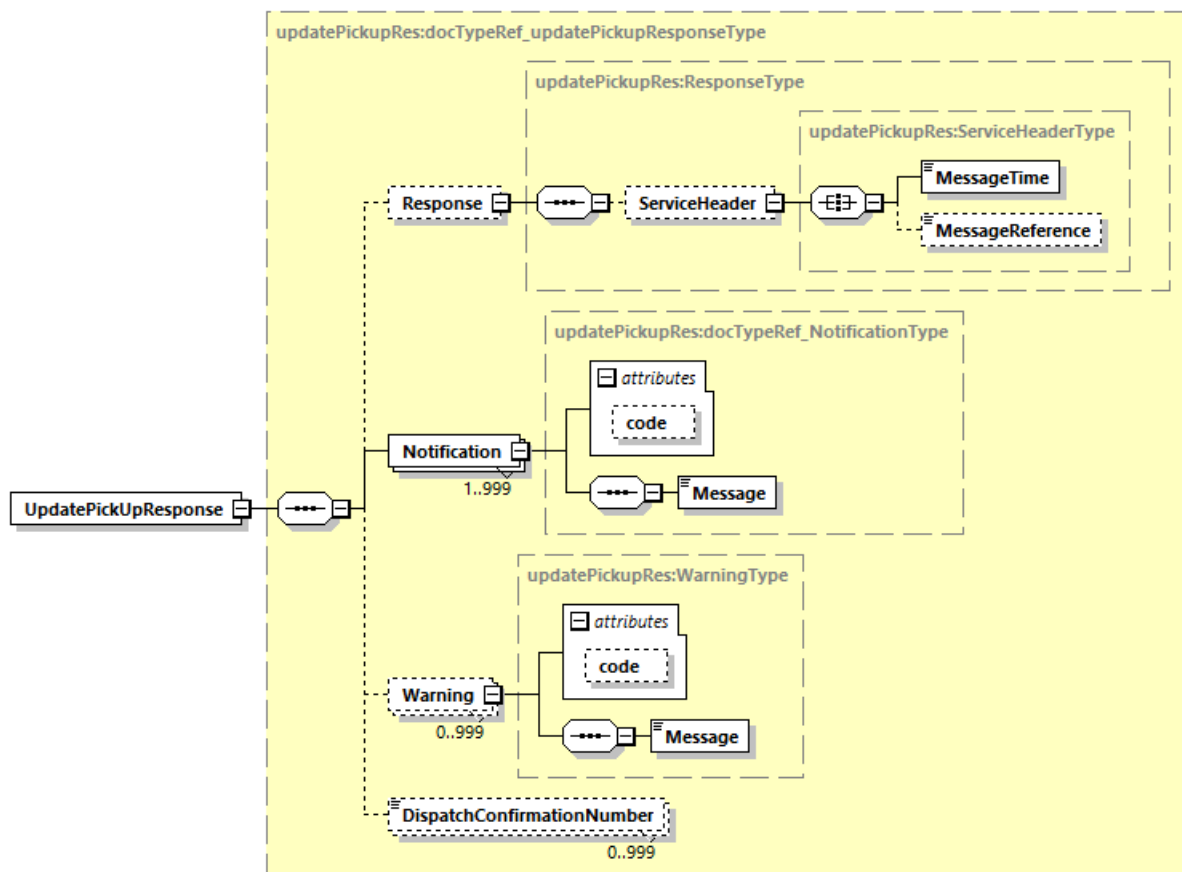 updatePickupRes:docTypeRef_updatePickupResponseType
updatePickupRes:ResponseType
updatePickupRes:ServiceHeaderType
MessageTime
Response
ServiceHeader
MessageReference
updatePickupRes:docTypeRef_NotificationType
attributes
code
Notification
1..999
Message
UpdatePickUpResponse
updatePickupRes:WarningType
attributes
code
Warning
0..999
Message
DispatchConfirmationNumber
0..999